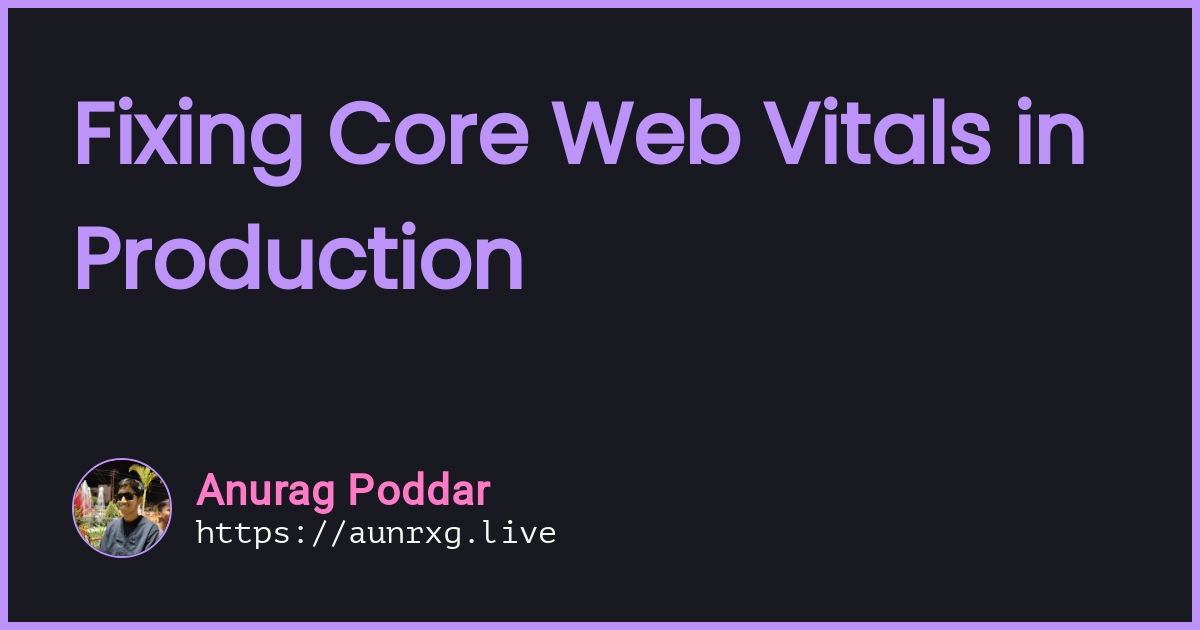 Fixing Core Web Vitals in
Production
Anurag Poddar
https://aunrxg.live